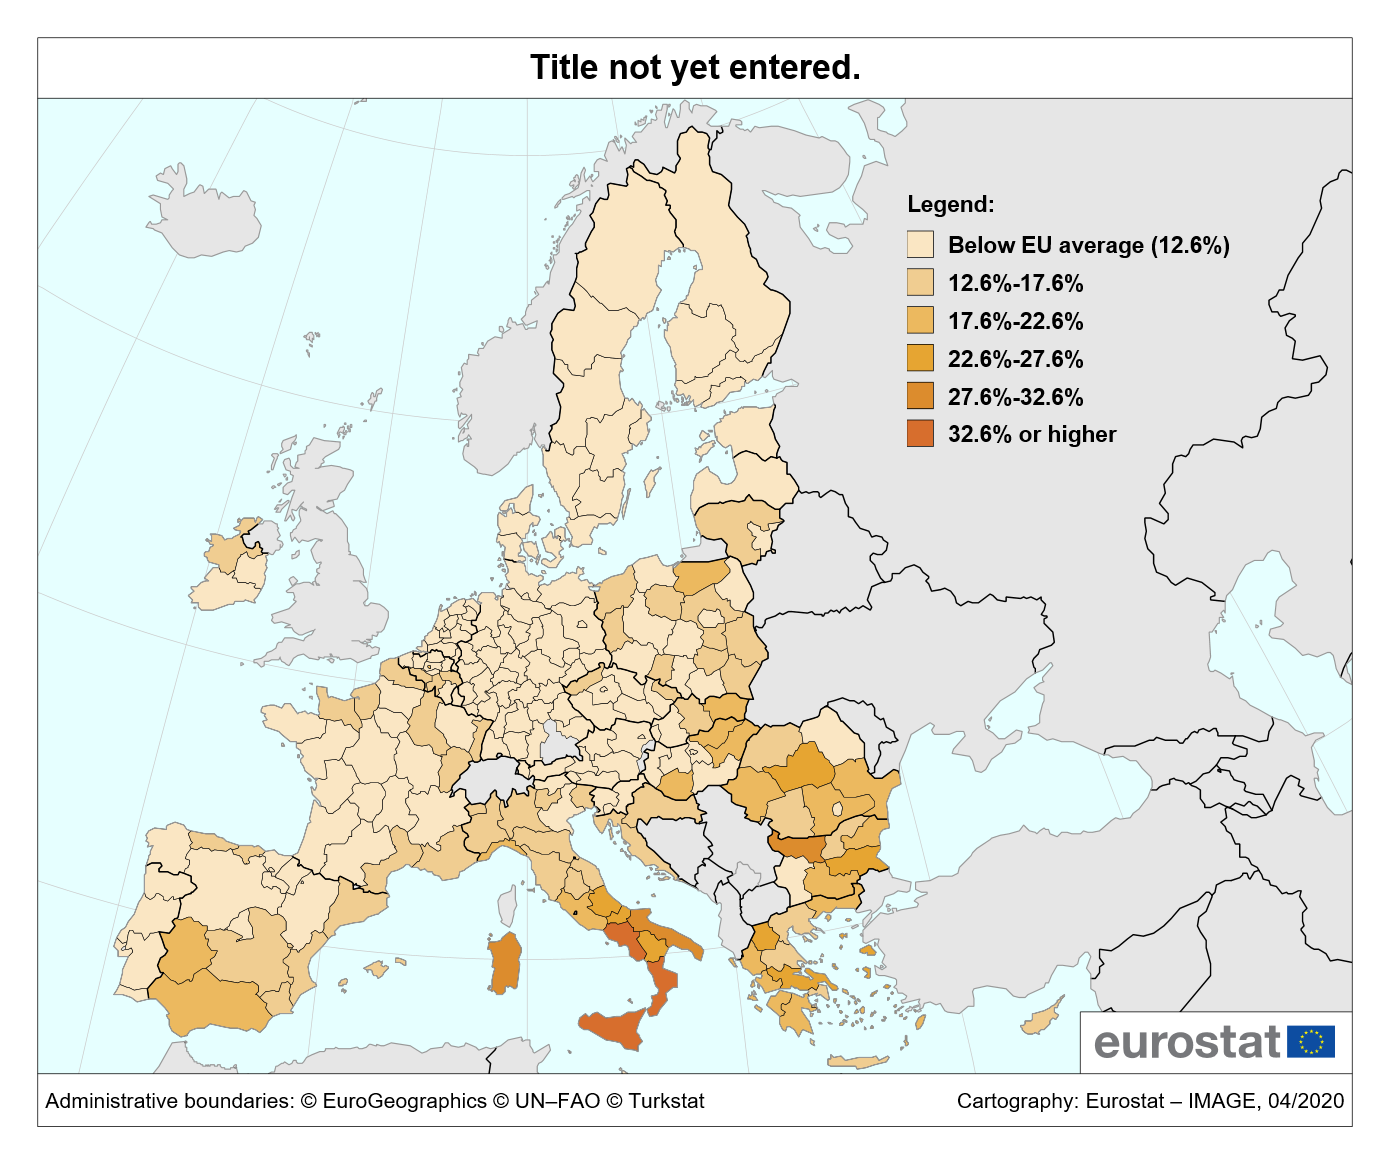 Title not yet entered.
Legend:
Below EU average (12.6%)
12.6%-17.6%
17.6%-22.6%
22.6%-27.6%
27.6%-32.6%
32.6% or higher
eurostat
Administrative boundaries: © EuroGeographics © UN–FAO © Turkstat
Cartography: Eurostat – IMAGE, 04/2020